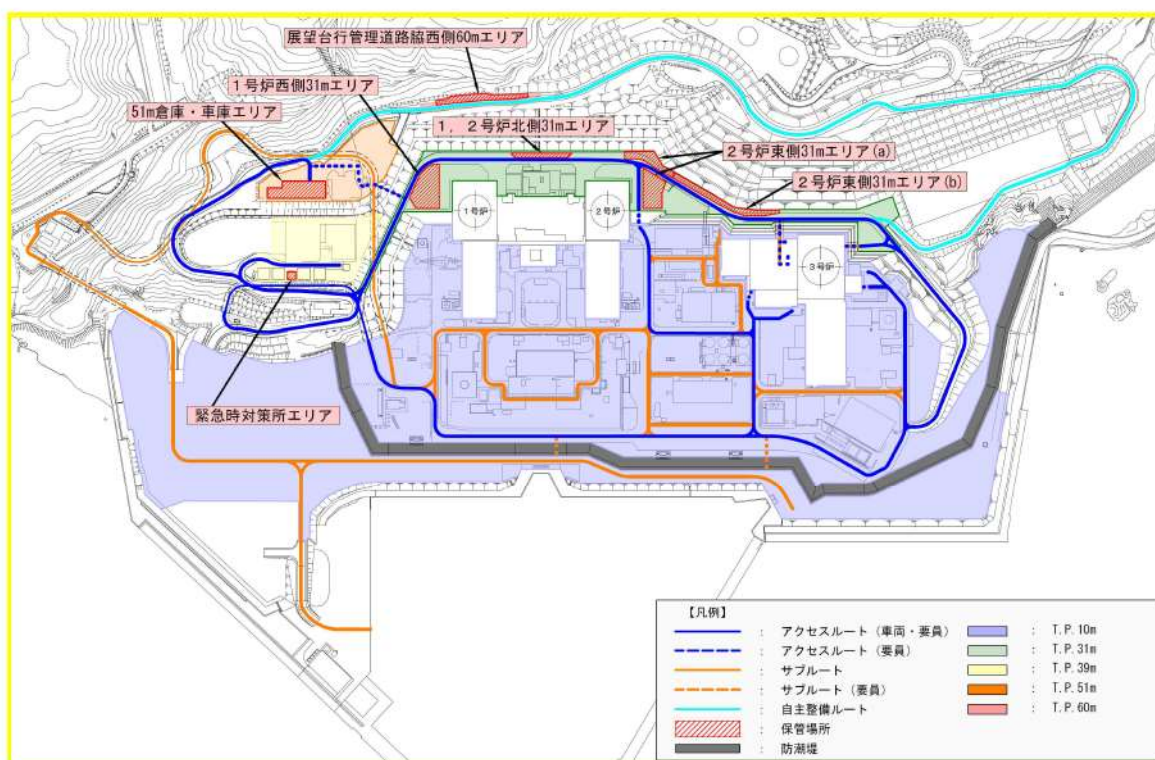 展望台行管理道路脇西側60mエリア
1号炉西側31mエリア
51m倉庫・車庫エリア
1，2号炉北側31mエリア
2号炉東側31mエリア(a)
2号炉東側31mエリア(b)
1号炉
2号炉
3号炉
緊急時対策所エリア
【凡例】
: アクセスルート（車両・要員）
: アクセスルート（要員）
: サブルート
: サブルート（要員）
: 自主整備ルート
: 保管場所
: 防潮堤
: T.P.10m
: T.P.31m
: T.P.39m
: T.P.51m
: T.P.60m